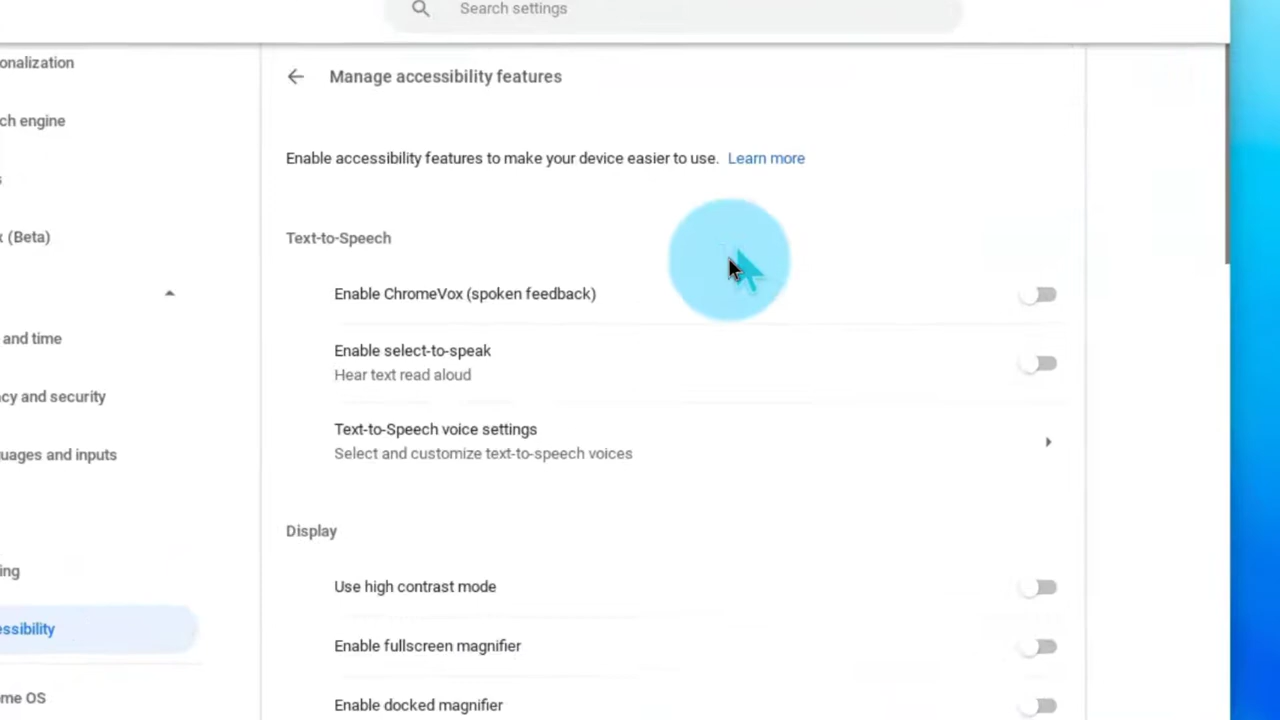 Search settings
onalization
Manage accessibility features
ch engine
Enable accessibility features to make your device easier to use. Learn more
s
x (Beta)
Text-to-Speech
Enable ChromeVox (spoken feedback)
and time
Enable select-to-speak
Hear text read aloud
cy and security
Text-to-Speech voice settings
Select and customize text-to-speech voices
uages and inputs
Display
ing
Use high contrast mode
essibility
Enable fullscreen magnifier
me OS
Enable docked magnifier